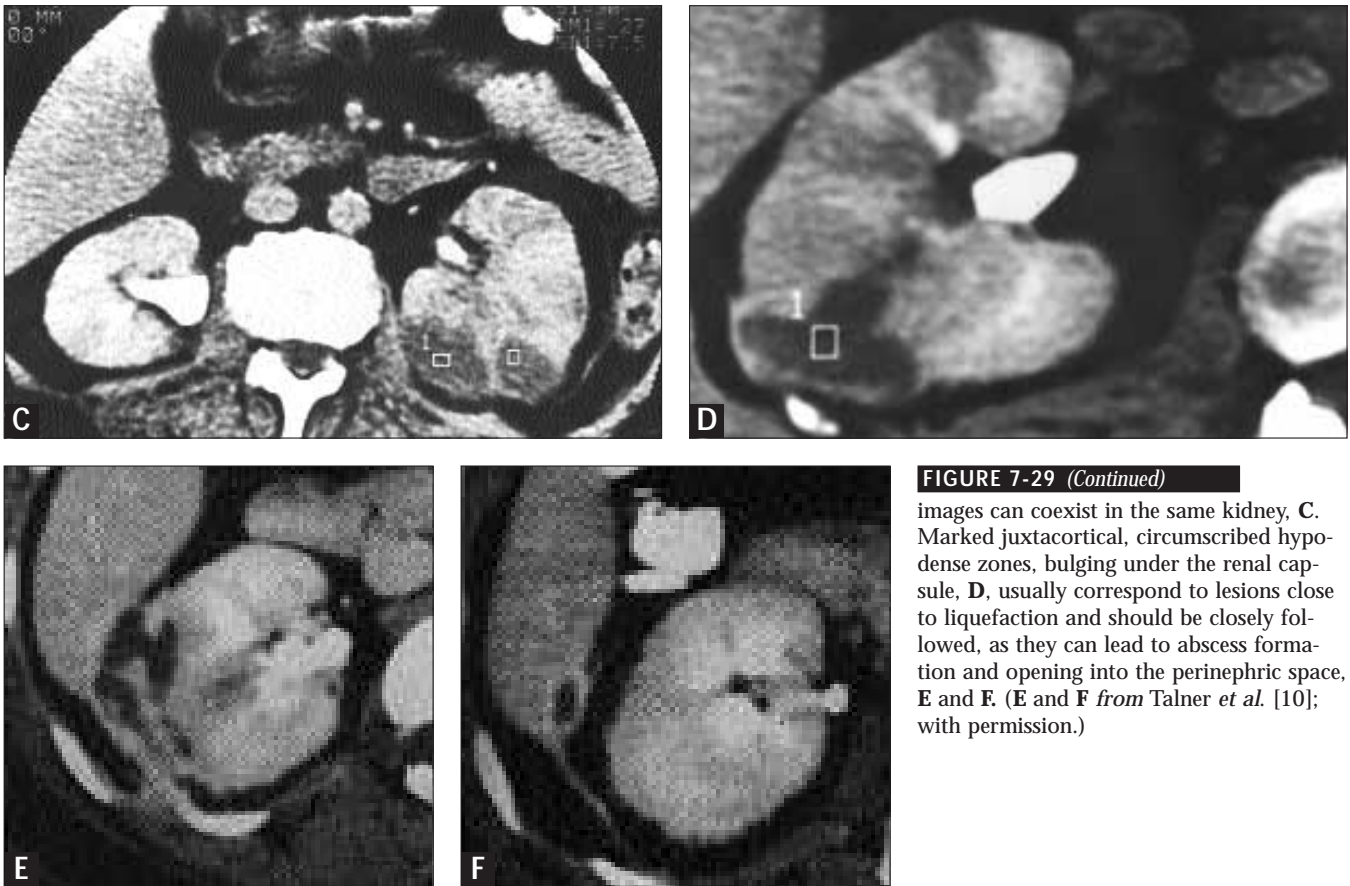 0 MM
00°
1
C
1
D
E
F
FIGURE 7-29 (Continued)
images can coexist in the same kidney, C.
Marked juxtacortical, circumscribed hypo-
dense zones, bulging under the renal cap-
sule, D, usually correspond to lesions close
to liquefaction and should be closely fol-
lowed, as they can lead to abscess forma-
tion and opening into the perinephric space,
E and F. (E and F from Talner et al. [10];
with permission.)